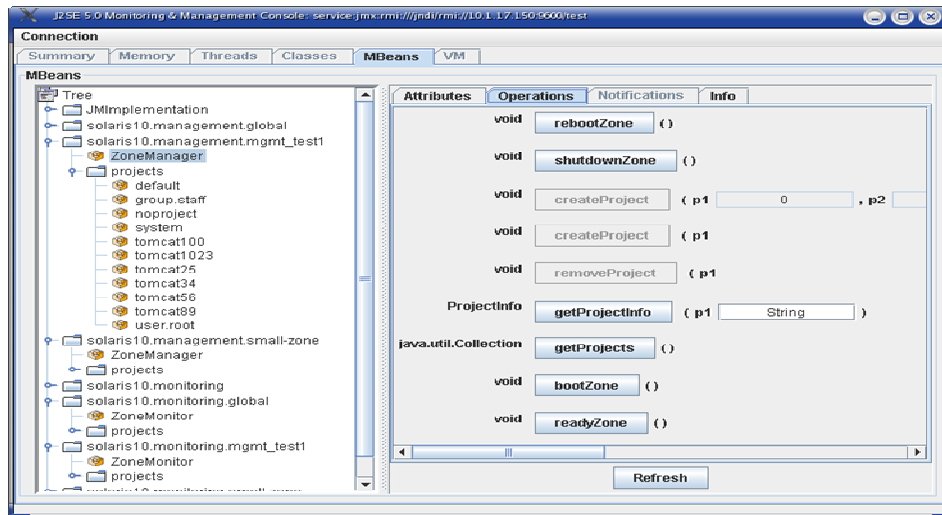 J2SE 5.0 Monitoring & Management Console: service:jmx:rmi:///jndi/rmi://10.1.17.150:9600/test
Connection
Summary Memory Threads Classes MBeans VM
MBeans
Tree
JMImplementation
solaris10.management.global
solaris10.management.mgmt_test1
ZoneManager
projects
default
group.staff
noproject
system
tomcat100
tomcat1023
tomcat25
tomcat34
tomcat56
tomcat89
user.root
solaris10.management.small-zone
ZoneManager
projects
solaris10.monitoring
solaris10.monitoring.global
ZoneMonitor
projects
solaris10.monitoring.mgmt_test1
ZoneMonitor
projects
Attributes Operations Notifications Info
void rebootZone ()
void shutdownZone ()
void createProject ( p1 0 , p2
void createProject ( p1
void removeProject ( p1
ProjectInfo getProjectInfo ( p1 String )
java.util.Collection getProjects ()
void bootZone ()
void readyZone ()
Refresh